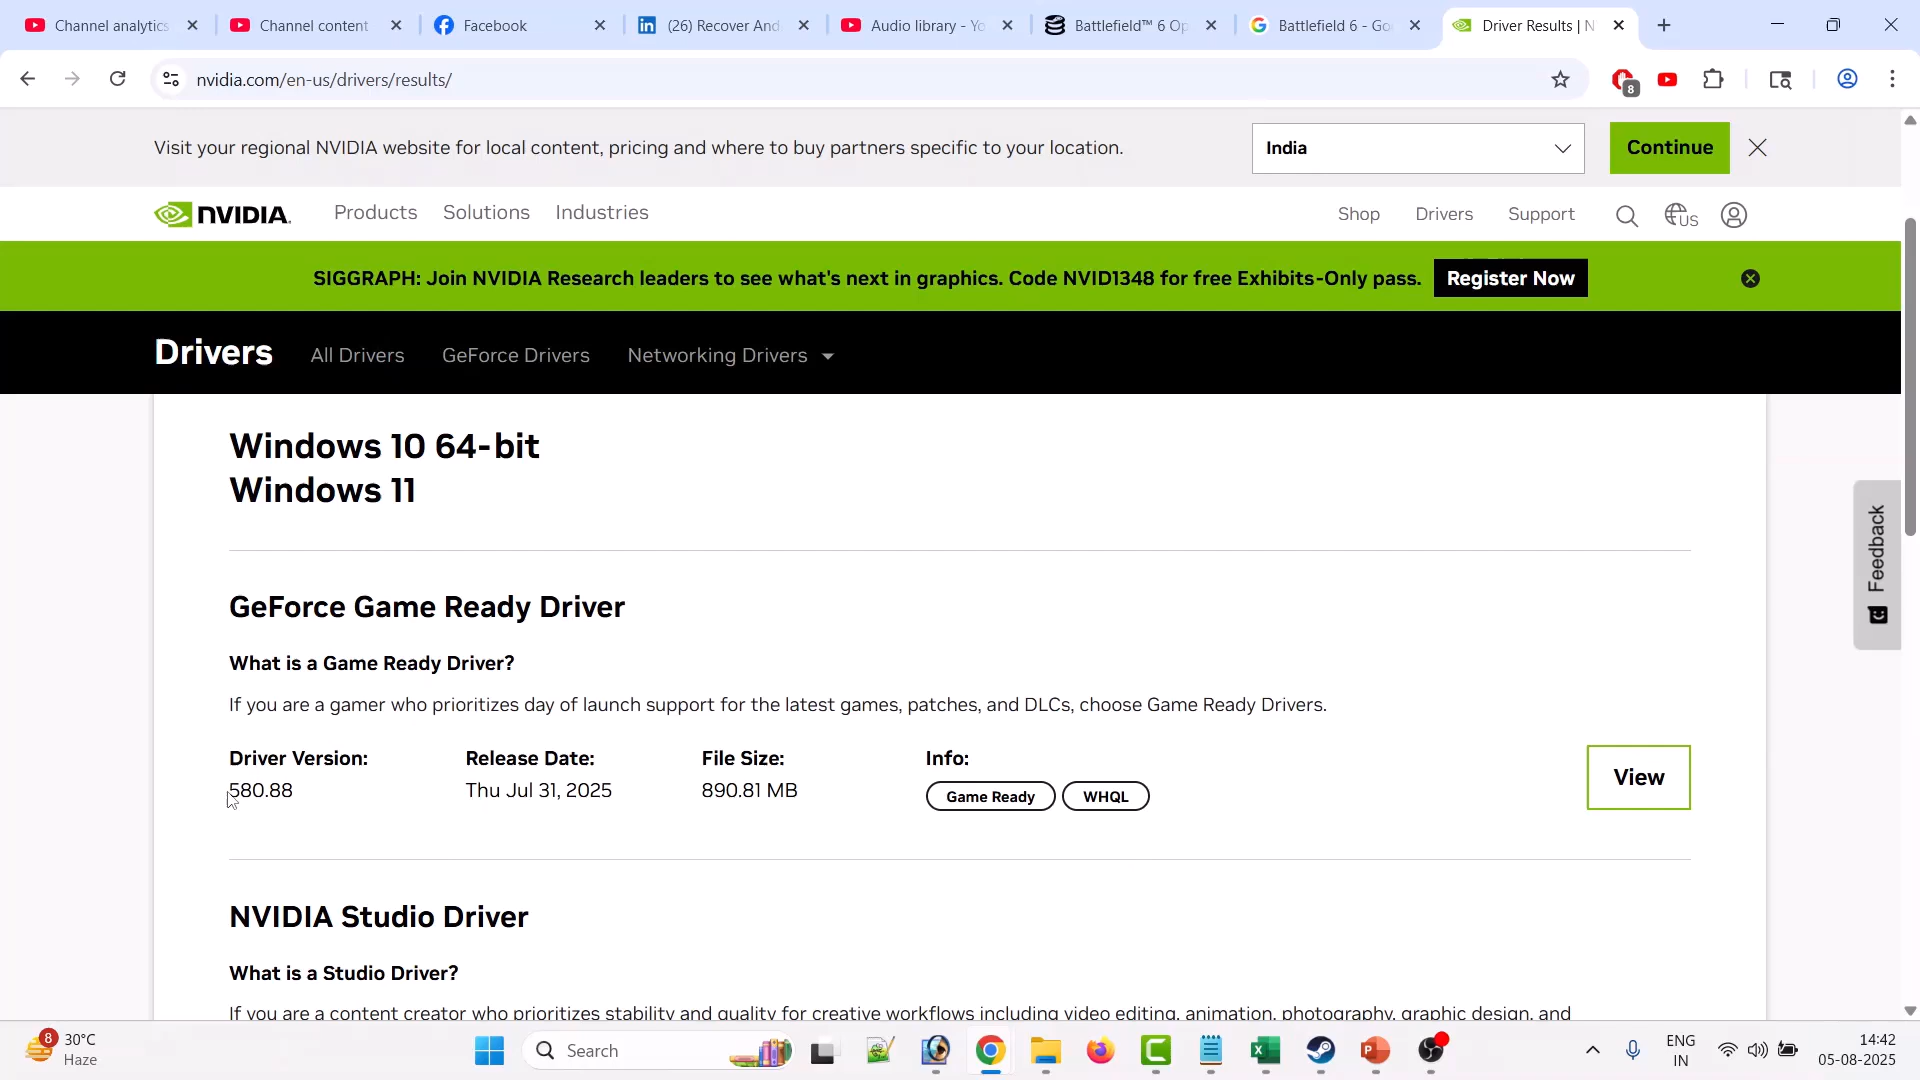 Channel analytics
Channel content
Facebook
(26) Recover And
Audio library - Yo
Battlefield™ 6 Op
Battlefield 6 - Go
Driver Results | N
nvidia.com/en-us/drivers/results/
8
Visit your regional NVIDIA website for local content, pricing and where to buy partners specific to your location.
India
Continue
NVIDIA.
Products
Solutions
Industries
Shop
Drivers
Support
US
SIGGRAPH: Join NVIDIA Research leaders to see what's next in graphics. Code NVID1348 for free Exhibits-Only pass.
Register Now
Drivers
All Drivers
GeForce Drivers
Networking Drivers
Windows 10 64-bit
Windows 11
GeForce Game Ready Driver
What is a Game Ready Driver?
If you are a gamer who prioritizes day of launch support for the latest games, patches, and DLCs, choose Game Ready Drivers.
Driver Version:
Release Date:
File Size:
Info:
580.88
Thu Jul 31, 2025
890.81 MB
Game Ready
WHQL
View
Feedback
NVIDIA Studio Driver
What is a Studio Driver?
If you are a content creator who prioritizes stability and quality for creative workflows including video editing, animation, photography, graphic design, and
8
30°C
Haze
Search
ENG
IN
14:42
05-08-2025